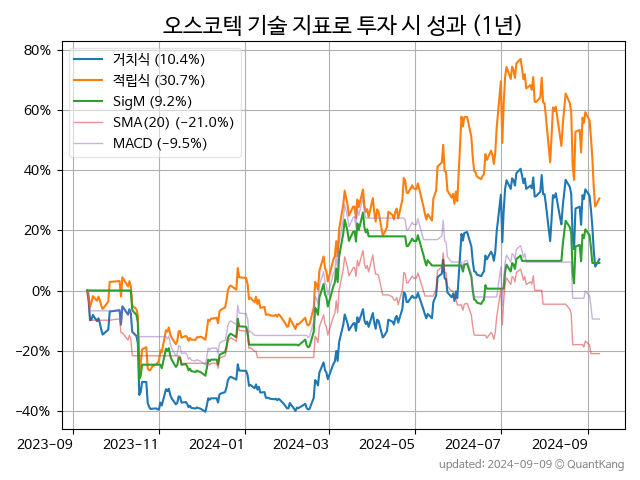 오스코텍 기술 지표로 투자 시 성과 (1년)
80%
60%
40%
20%
0%
−20%
−40%
거치식 (10.4%)
적립식 (30.7%)
SigM (9.2%)
SMA(20) (−21.0%)
MACD (−9.5%)
2023-09 2023-11 2024-01 2024-03 2024-05 2024-07 2024-09
updated: 2024-09-09 © QuantKang